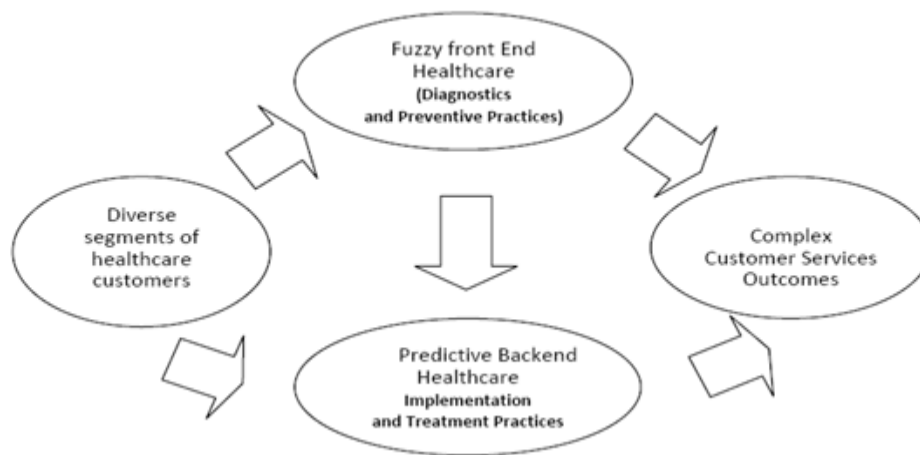 Fuzzy front End
Healthcare
(Diagnostics
and Preventive Practices)
Diverse
segments of
healthcare
customers
Complex
Customer Services
Outcomes
Predictive Backend
Healthcare
Implementation
and Treatment Practices